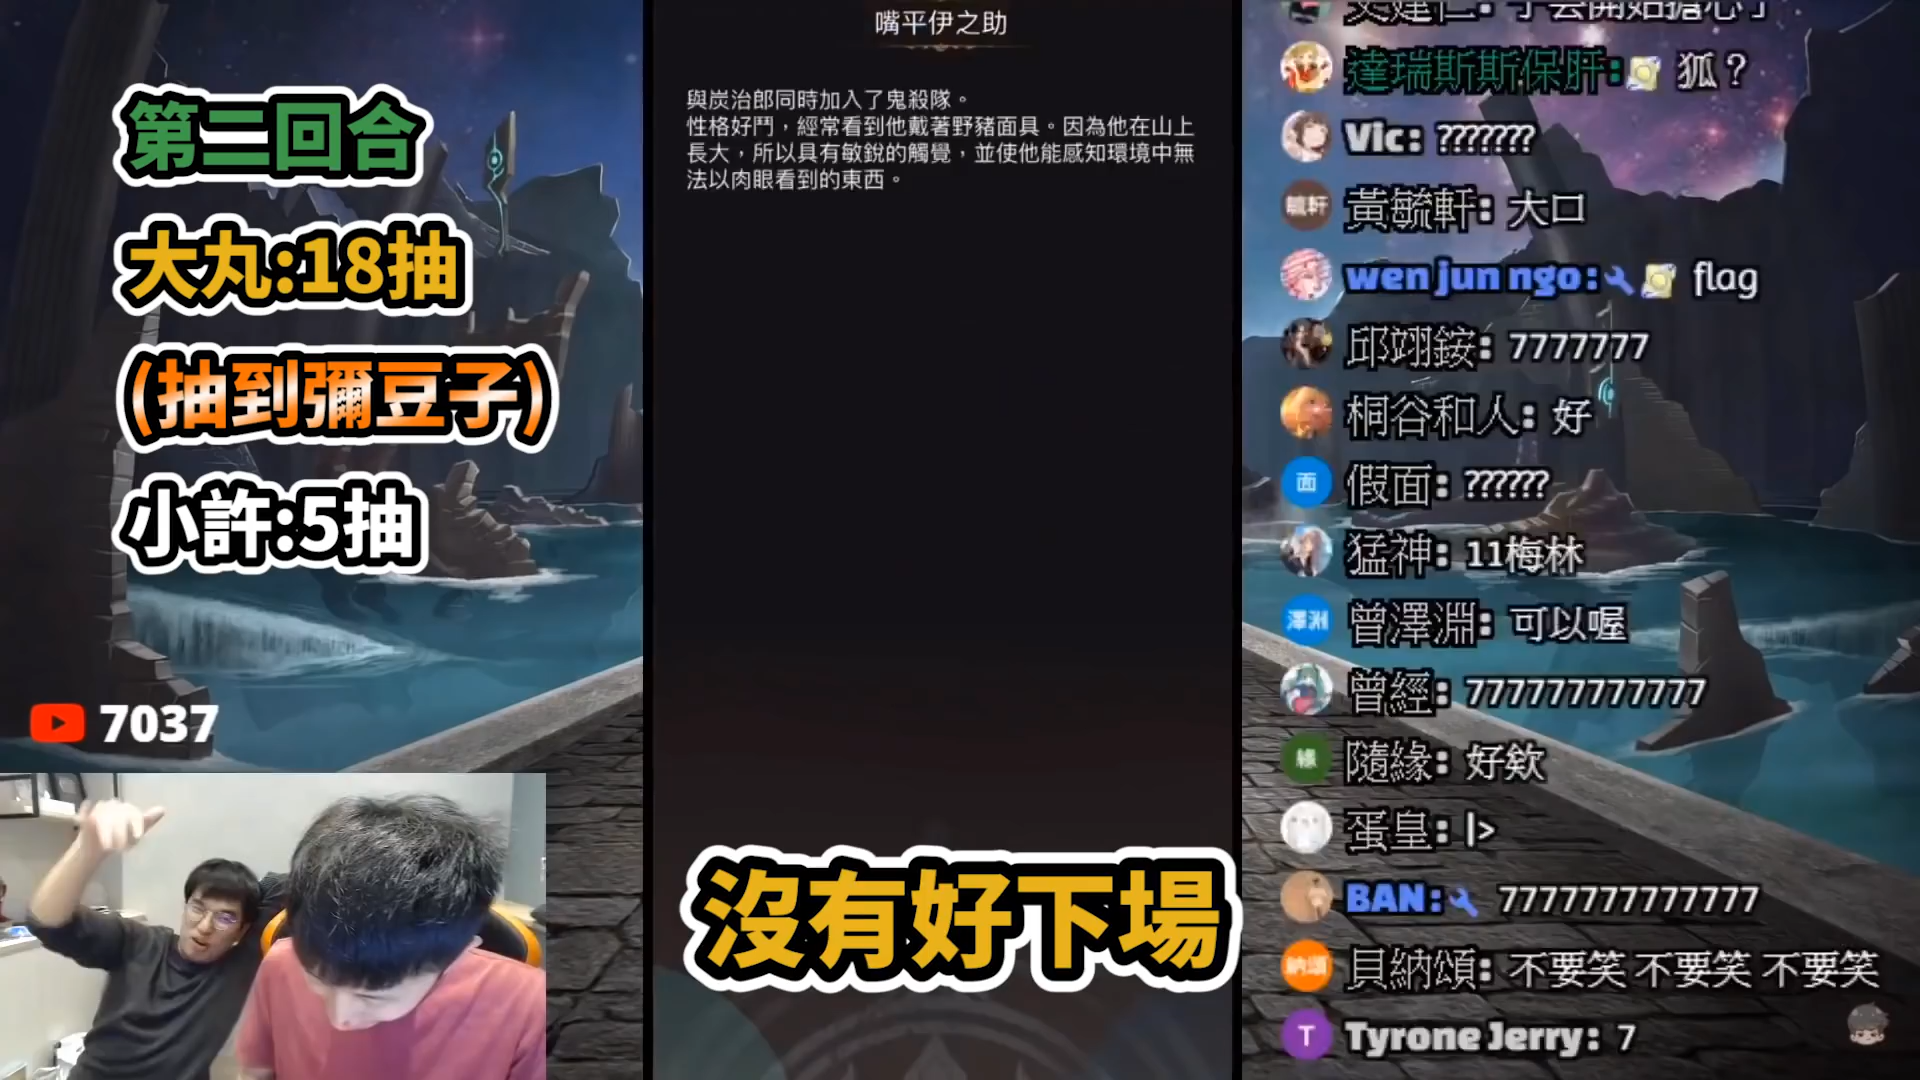 第二回合
大丸:18抽
(抽到彌豆子)
小許:5抽
7037
嘴平伊之助
與炭治郎同時加入了鬼殺隊。
性格好鬥，經常看到他戴著野豬面具。因為他在山上
長大，所以具有敏銳的觸覺，並使他能感知環境中無
法以肉眼看到的東西。
沒有好下場
達瑞斯斯保肝: 狐？
Vic: ???????
毓軒 黃毓軒: 大口
wen jun ngo: flag
邱翊銨: 7777777
桐谷和人: 好
面 假面: ??????
猛神: 11梅林
澤淵 曾澤淵: 可以喔
曾經: 777777777777
緣 隨緣: 好欸
蛋皇: |>
BAN: 7777777777777
納頌 貝納頌: 不要笑 不要笑 不要笑
T Tyrone Jerry: 7